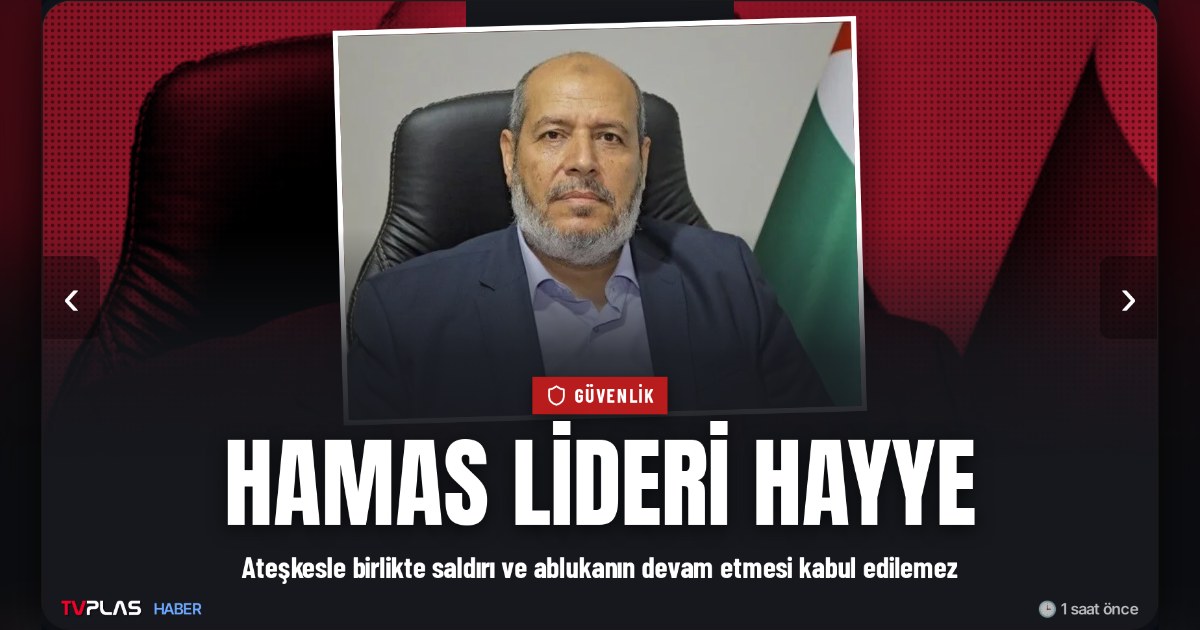 GÜVENLİK
HAMAS LİDERİ HAYYE
Ateşkesle birlikte saldırı ve ablukanın devam etmesi kabul edilemez
TVPLAS HABER
1 saat önce